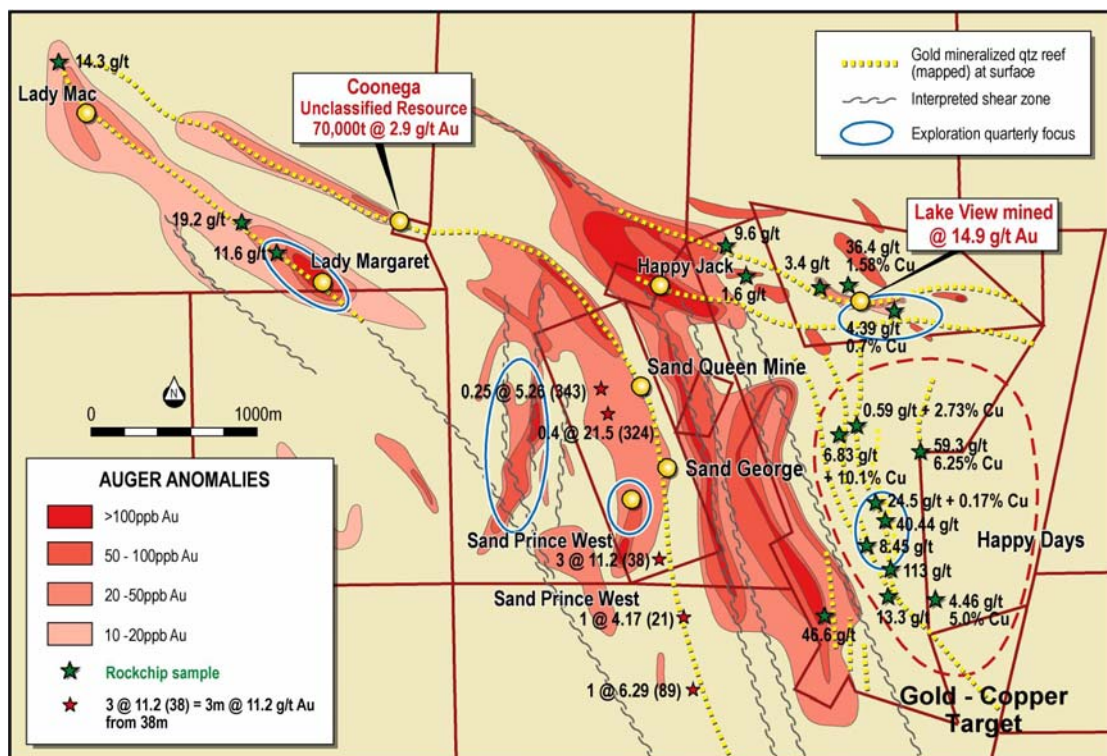 14.3 g/t
Lady Mac
Coonega
Unclassified Resource
70,000t @ 2.9 g/t Au
Gold mineralized qtz reef
(mapped) at surface
Interpreted shear zone
Exploration quarterly focus
19.2 g/t
11.6 g/t
Lady Margaret
9.6 g/t
Happy Jack
1.6 g/t
3.4 g/t
36.4 g/t
1.58% Cu
Lake View mined
@ 14.9 g/t Au
4.39 g/t
0.7% Cu
N
0
1000m
Sand Queen Mine
0.25 @ 5.26 (343)
0.4 @ 21.5 (324)
Sand George
0.59 g/t + 2.73% Cu
6.83 g/t
+ 10.1% Cu
59.3 g/t
6.25% Cu
24.5 g/t + 0.17% Cu
40.44 g/t
8.45 g/t
113 g/t
Happy Days
13.3 g/t
4.46 g/t
5.0% Cu
46.6 g/t
Sand Prince West
3 @ 11.2 (38)
Sand Prince West
1 @ 4.17 (21)
1 @ 6.29 (89)
Gold - Copper
Target
AUGER ANOMALIES
>100ppb Au
50 - 100ppb Au
20 -50ppb Au
10 -20ppb Au
Rockchip sample
3 @ 11.2 (38) = 3m @ 11.2 g/t Au
from 38m